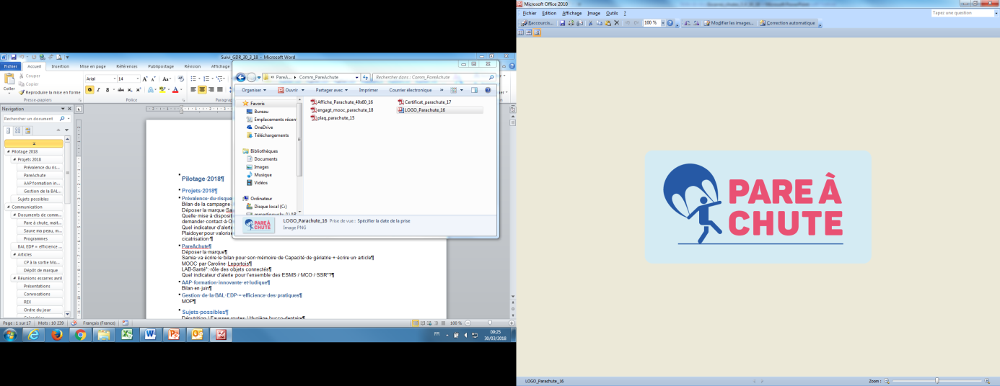 Suivi_GDR_30_3_18 - Microsoft Word
Fichier Accueil Insertion Mise en page Références Publipostage Révision Affichage
Couper
Copier
Reproduire la mise en forme
Coller
Presse-papiers
Arial 14
Police
Paragrap
Navigation
Rechercher un document
Pilotage 2018
Projets 2018
Prévalence du ris...
PareAchute
AAP formation in...
Gestion de la BAL...
Sujets possibles
Communication
Documents de comm...
Pare à chute, mait...
Sauve ma peau, m...
Programmes
BAL EDP = efficience ...
Articles
CP à la sortie Mo...
Dépôt de marque
Réunions escarres avril
Présentations
Convocations
REX
Ordre du jour
Pilotage 2018¶
Projets 2018¶
Prévalence du risque
Bilan de la campagne
Déposer la marque
Quelle mise à disposit
demander contact à
Quel indicateur d'alerte
Plaidoyer pour valorise
cicatrisation ¶
PareAchute¶
Déposer la marque¶
Samia va écrire le bilan pour son mémoire de Capacité de gériatrie + écrire un article¶
MOOC par Caroline Leportois¶
LAB-Santé": rôle des objets connectés¶
Quel indicateur d'alerte pour l'ensemble des ESMS / MCO / SSR"?¶
AAP formation innovante et ludique¶
Bilan en juin¶
Gestion de la BAL EDP = efficience des pratiques¶
MOP¶
Sujets possibles¶
Dénutrition / Fausses routes / Hygiène bucco-dentaire¶
Page : 1 sur 17 Mots : 10 239 Français (France) 100 %
FR
09:25
30/03/2018
« PareA... Comm_PareAchute
Rechercher dans : Comm_PareAchute
Organiser Ouvrir Partager avec Imprimer Courrier électronique »
Favoris
Bureau
Emplacements récen
OneDrive
Téléchargements
Bibliothèques
Documents
Images
Musique
Vidéos
Ordinateur
Disque local (C:)
Affiche_Parachute_40x60_16
engagt_mooc_parachute_18
plaq_parachute_15
Certificat_parachute_17
LOGO_Parachute_16
PARE À
CHUTE
LOGO_Parachute_16 Prise de vue : Spécifier la date de la prise
Image PNG
Microsoft Office 2010
Fichier Edition Affichage Image Outils ?
Tapez une question
Raccourcis... 100 % Modifier les images... Correction automatique
PARE À
CHUTE
LOGO_Parachute_16
Zoom :